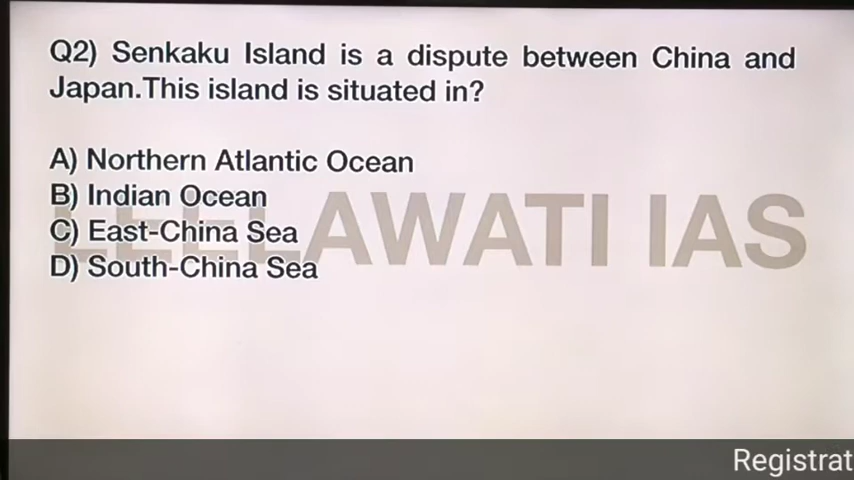 Q2) Senkaku Island is a dispute between China and
Japan.This island is situated in?
A) Northern Atlantic Ocean
B) Indian Ocean
C) East-China Sea
D) South-China Sea
LEELAWATI IAS
Registrat